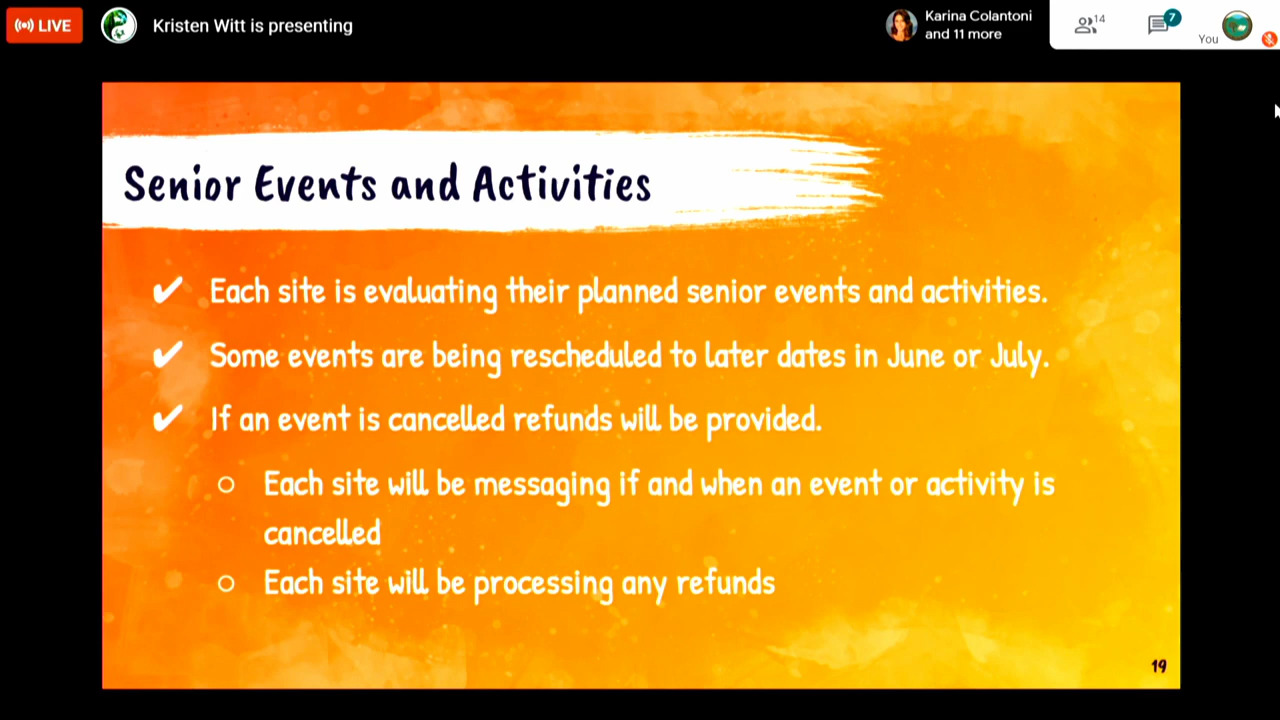 LIVE
Kristen Witt is presenting
Karina Colantoni
and 11 more
14
7
You
Senior Events and Activities
✔ Each site is evaluating their planned senior events and activities.
✔ Some events are being rescheduled to later dates in June or July.
✔ If an event is cancelled refunds will be provided.
○ Each site will be messaging if and when an event or activity is
cancelled
○ Each site will be processing any refunds
19